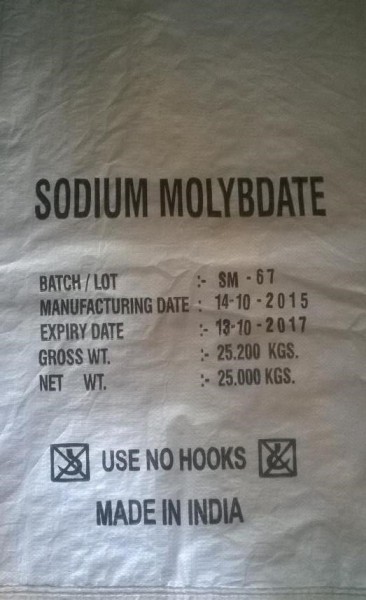 SODIUM MOLYBDATE
BATCH / LOT :- SM - 67
MANUFACTURING DATE : 14-10 - 2015
EXPIRY DATE :- 13-10 - 2017
GROSS WT. :- 25.200 KGS.
NET WT. :- 25.000 KGS.
USE NO HOOKS
MADE IN INDIA